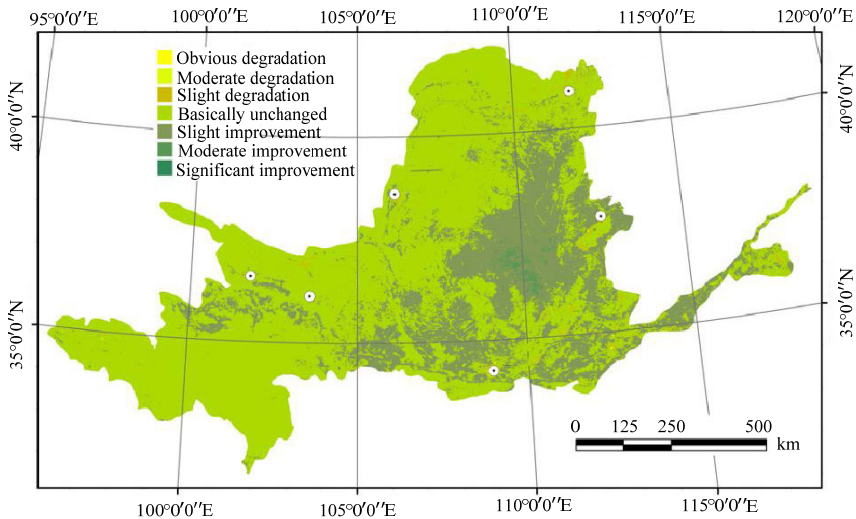 95°0′0″E 100°0′0″E 105°0′0″E 110°0′0″E 115°0′0″E 120°0′0″E
Obvious degradation
Moderate degradation
Slight degradation
Basically unchanged
Slight improvement
Moderate improvement
Significant improvement
40°0′0″N
40°0′0″N
35°0′0″N
35°0′0″N
0 125 250 500
km
100°0′0″E 105°0′0″E 110°0′0″E 115°0′0″E